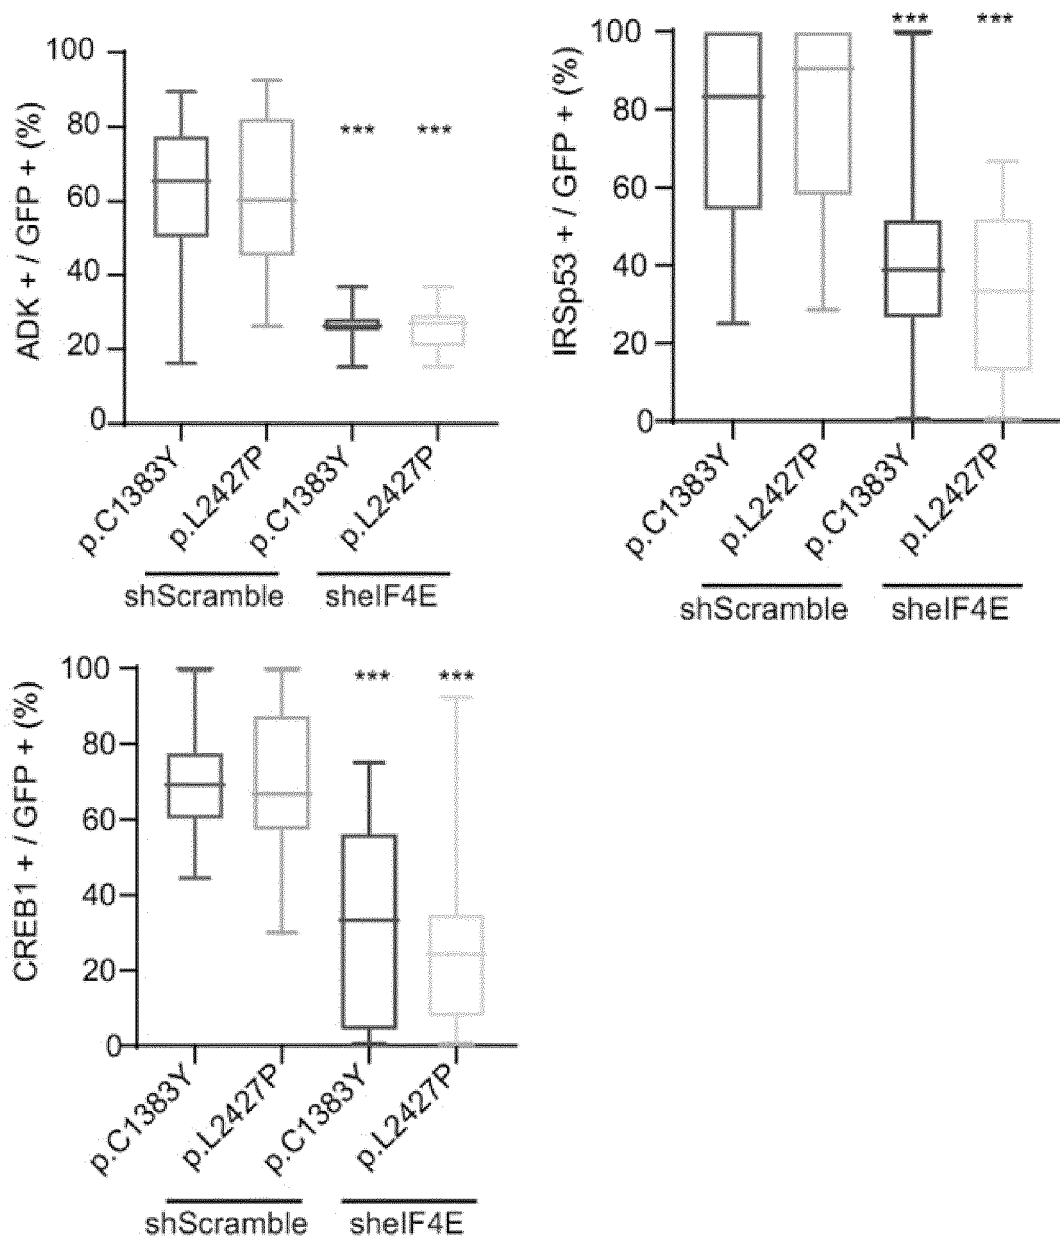 ADK + / GFP + (%)
100
80
60
40
20
0
*** ***
p.C1383Y p.L2427P p.C1383Y p.L2427P
shScramble sheIF4E
IRSp53 + / GFP + (%)
100
80
60
40
20
0
*** ***
p.C1383Y p.L2427P p.C1383Y p.L2427P
shScramble sheIF4E
CREB1 + / GFP + (%)
100
80
60
40
20
0
*** ***
p.C1383Y p.L2427P p.C1383Y p.L2427P
shScramble sheIF4E